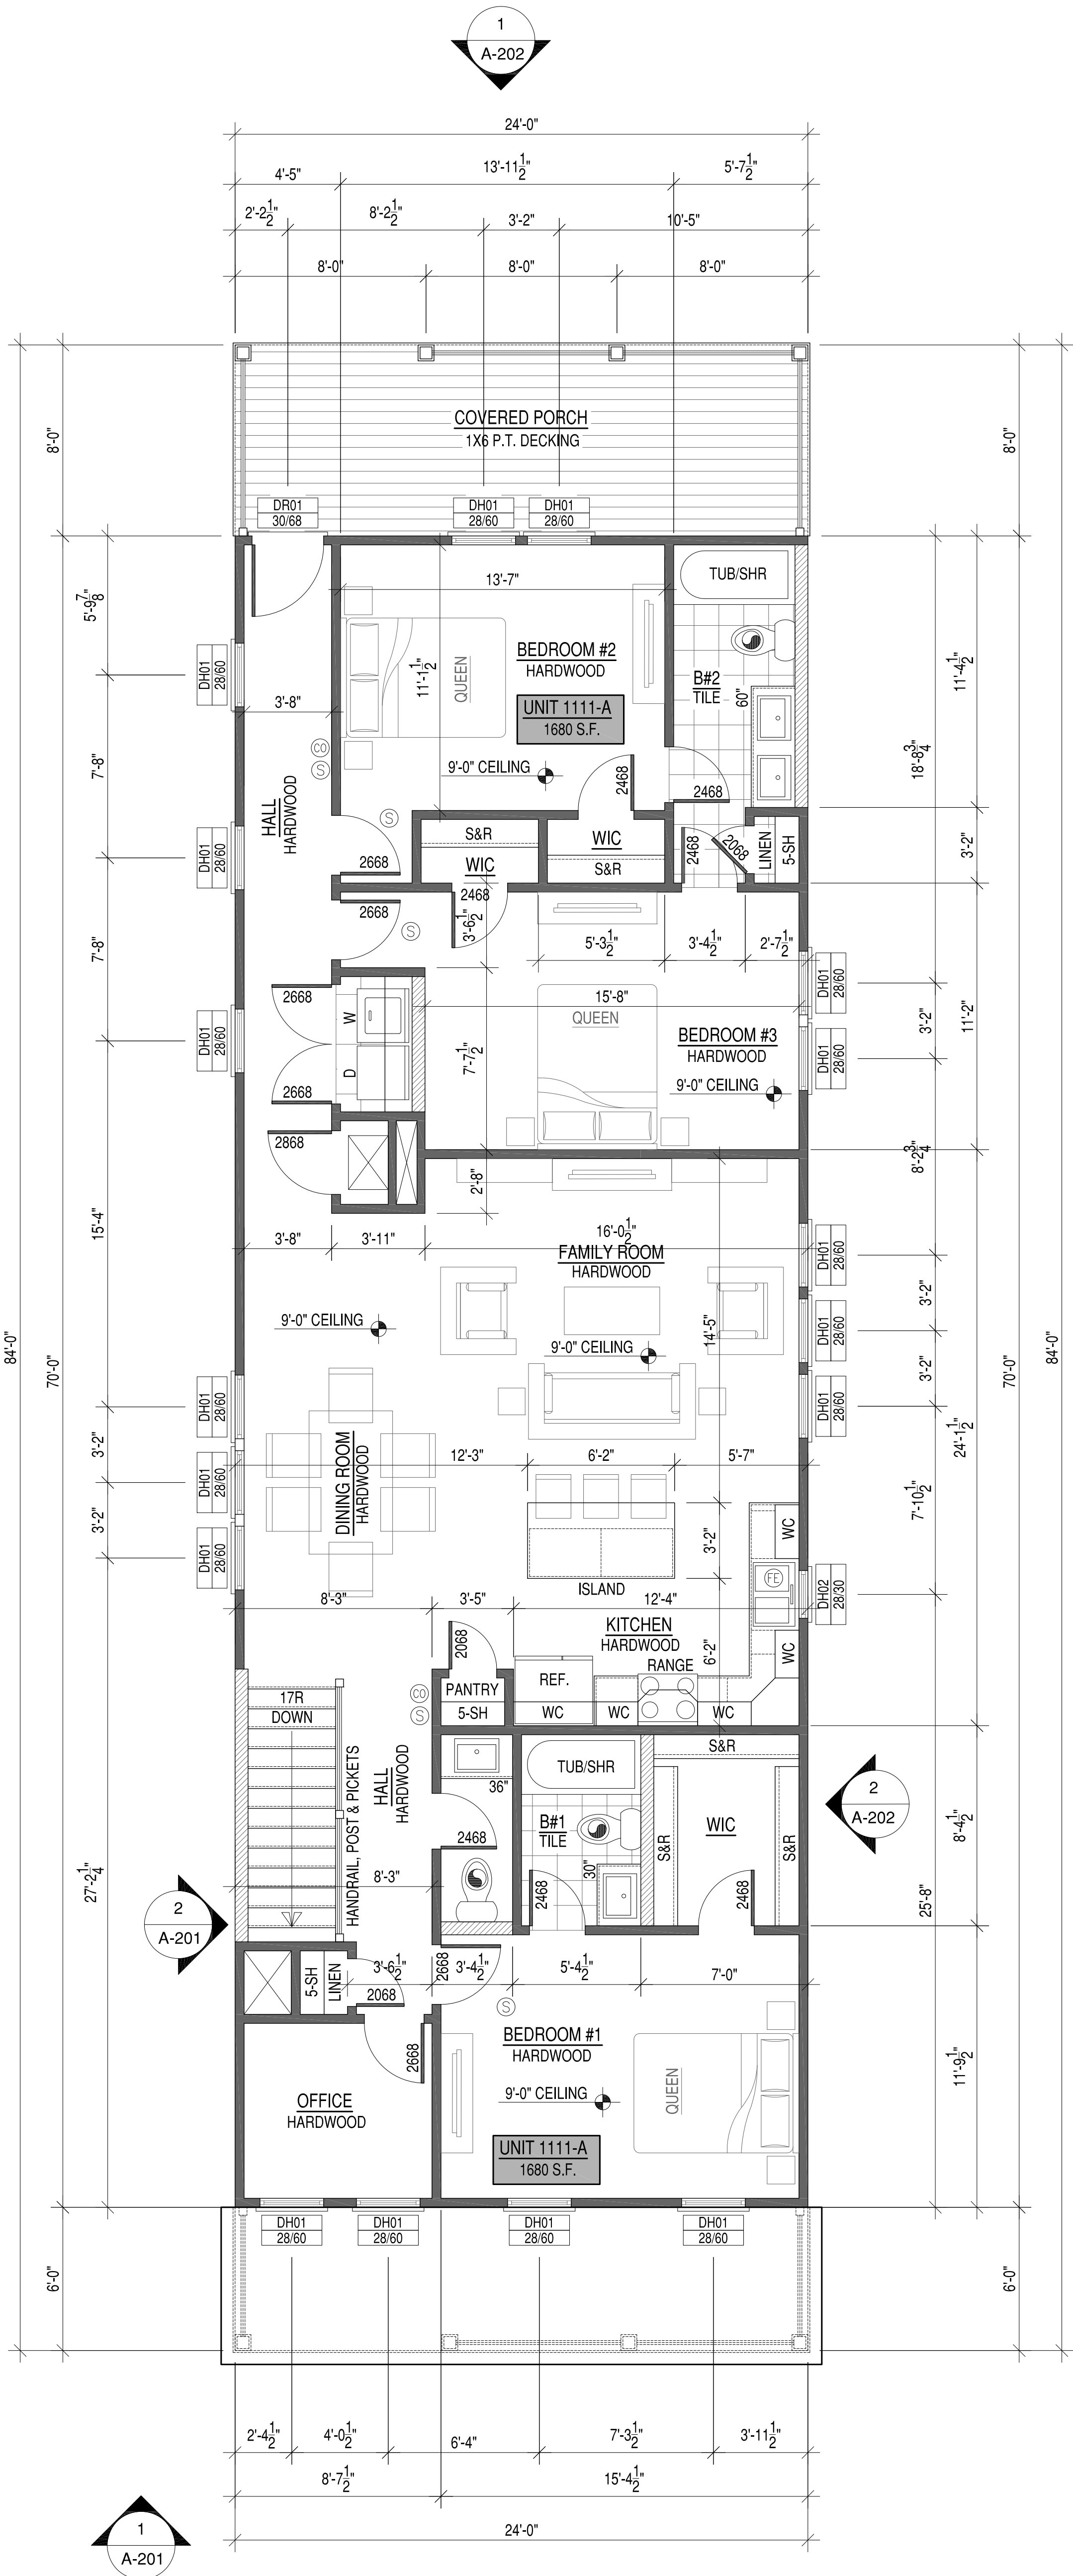 1
A-202
24'-0"
4'-5"
13'-11 1/2"
5'-7 1/2"
2'-2 1/2"
8'-2 1/2"
3'-2"
10'-5"
8'-0"
8'-0"
8'-0"
8'-0"
8'-0"
COVERED PORCH
1X6 P.T. DECKING
DR01
30/68
DH01
28/60
DH01
28/60
5'-9 7/8"
13'-7"
TUB/SHR
11'-1 1/2"
QUEEN
BEDROOM #2
HARDWOOD
B#2
TILE
60"
11'-4 1/2"
DH01
28/60
3'-8"
UNIT 1111-A
1680 S.F.
7'-8"
CO
S
9'-0" CEILING
2468
2468
18'-8 3/4"
HALL
HARDWOOD
S
S&R
WIC
WIC
S&R
2468
2068
LINEN
5-SH
3'-2"
DH01
28/60
2668
2468
2668
S
3'-6 1/2"
7'-8"
5'-3 1/2"
3'-4 1/2"
2'-7 1/2"
DH01
28/60
2668
W
15'-8"
QUEEN
3'-2"
11'-2"
DH01
28/60
D
7'-7 1/2"
BEDROOM #3
HARDWOOD
DH01
28/60
2668
9'-0" CEILING
2868
8'-2 3/4"
2'-8"
15'-4"
3'-8"
3'-11"
16'-0 1/2"
FAMILY ROOM
HARDWOOD
DH01
28/60
3'-2"
9'-0" CEILING
9'-0" CEILING
14'-5"
DH01
28/60
84'-0"
70'-0"
3'-2"
70'-0"
84'-0"
DH01
28/60
DH01
28/60
24'-1 1/2"
3'-2"
12'-3"
6'-2"
5'-7"
DH01
28/60
DINING ROOM
HARDWOOD
7'-10 1/2"
3'-2"
DH01
28/60
3'-2"
WC
FE
DH02
28/30
ISLAND
8'-3"
3'-5"
12'-4"
KITCHEN
HARDWOOD
2068
6'-2"
WC
RANGE
REF.
PANTRY
5-SH
WC
WC
WC
17R
DOWN
CO
S
S&R
HANDRAIL, POST & PICKETS
HALL
HARDWOOD
36"
TUB/SHR
2
A-202
B#1
TILE
S&R
WIC
S&R
8'-4 1/2"
2468
30"
27'-2 1/4"
8'-3"
2468
2468
25'-8"
2
A-201
5-SH
LINEN
3'-6 1/2"
2668
3'-4 1/2"
5'-4 1/2"
7'-0"
2068
S
2668
BEDROOM #1
HARDWOOD
11'-9 1/2"
OFFICE
HARDWOOD
9'-0" CEILING
QUEEN
UNIT 1111-A
1680 S.F.
DH01
28/60
DH01
28/60
DH01
28/60
DH01
28/60
6'-0"
6'-0"
2'-4 1/2"
4'-0 1/2"
6'-4"
7'-3 1/2"
3'-11 1/2"
8'-7 1/2"
15'-4 1/2"
24'-0"
1
A-201